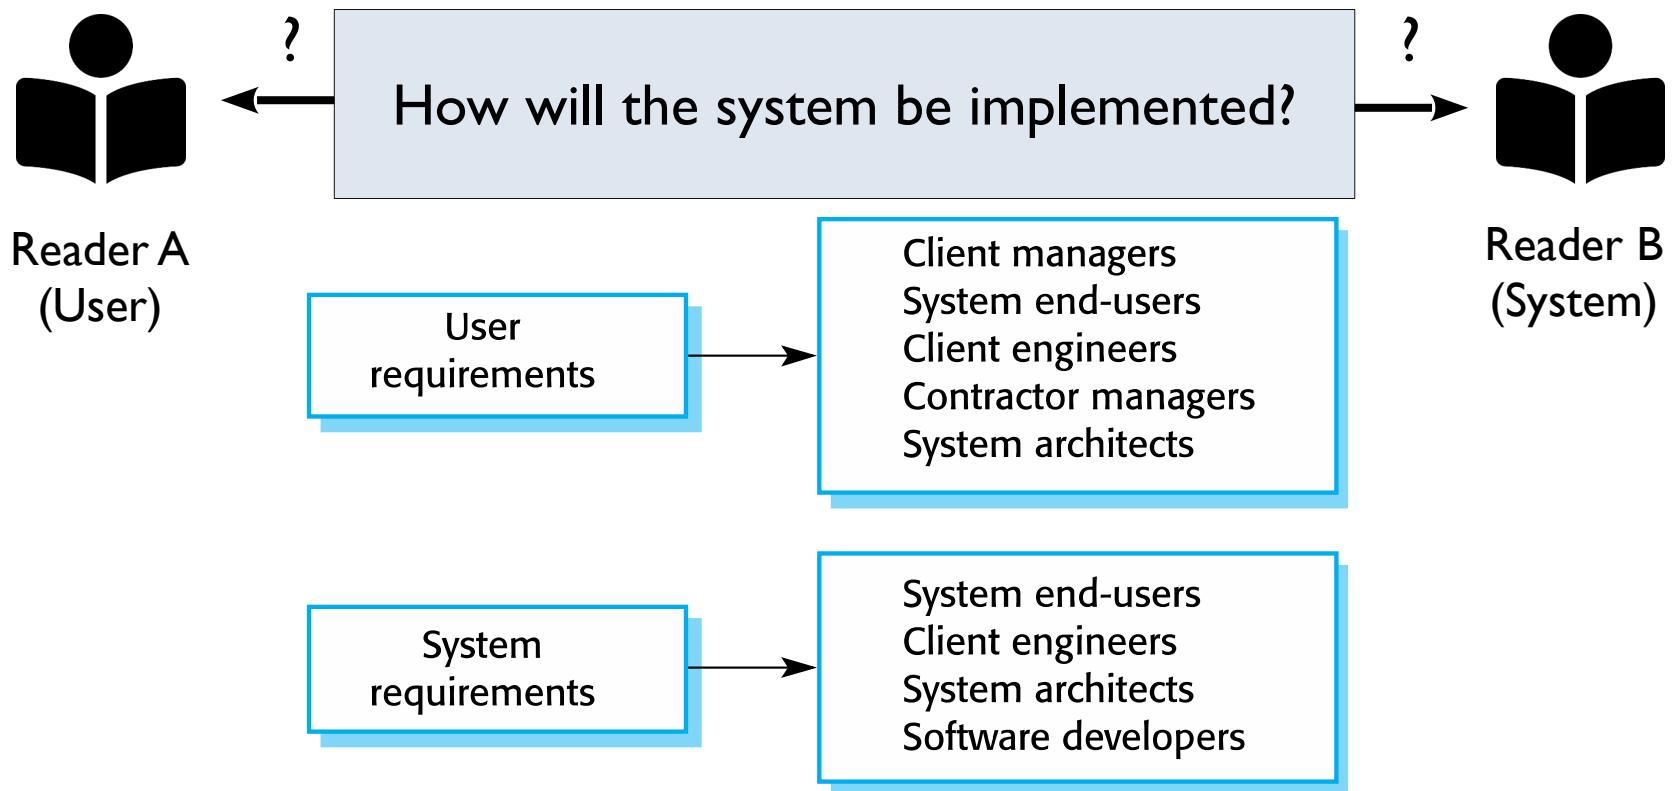 ?
How will the system be implemented?
?
Reader A
(User)
Reader B
(System)
User
requirements
Client managers
System end-users
Client engineers
Contractor managers
System architects
System
requirements
System end-users
Client engineers
System architects
Software developers